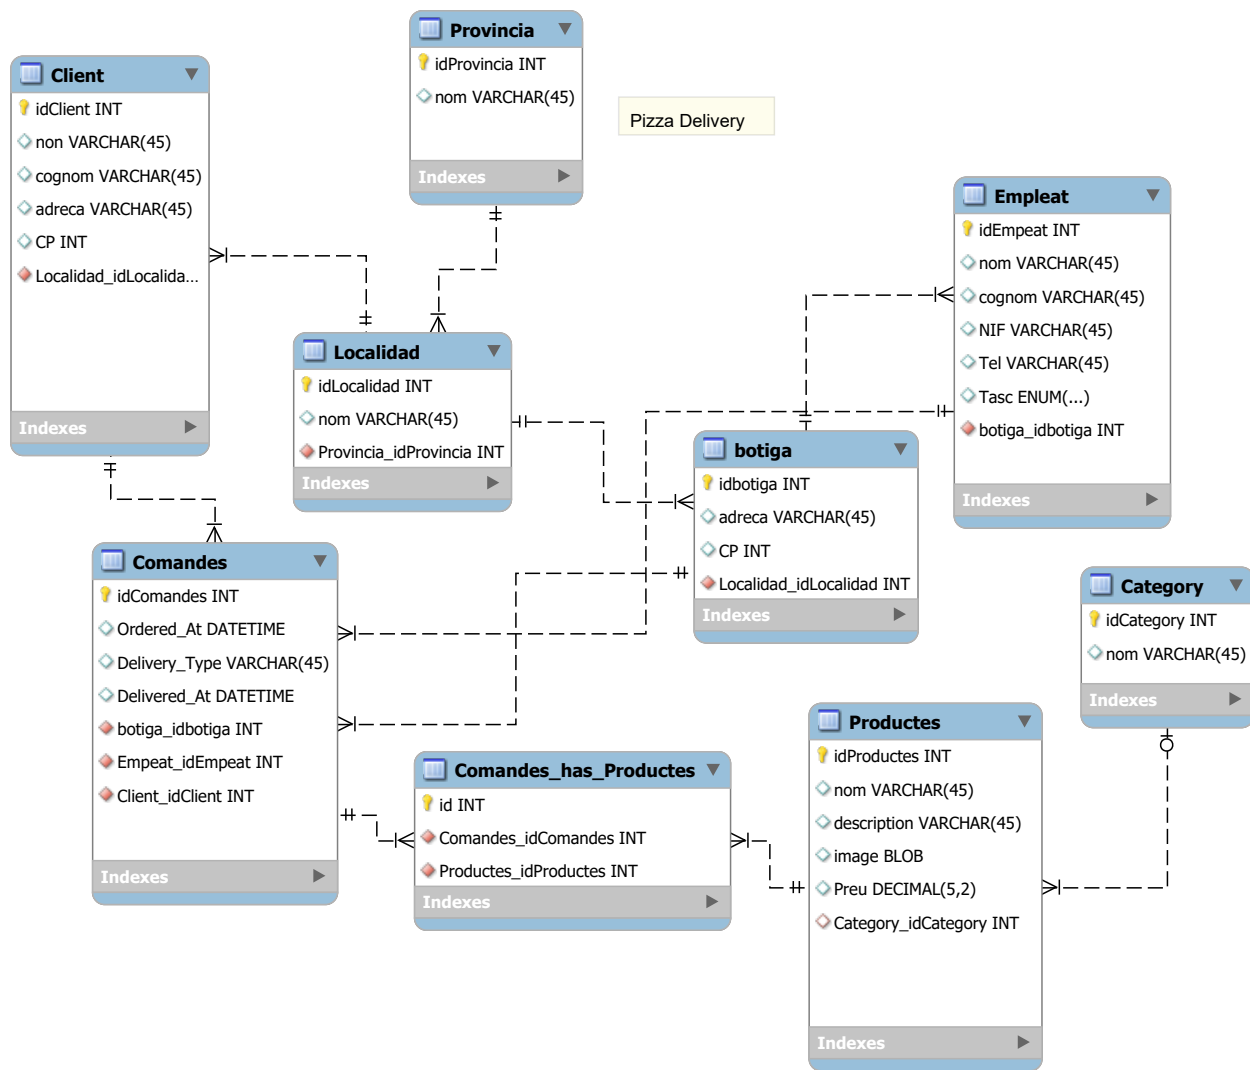 Provincia
idProvincia INT
nom VARCHAR(45)
Indexes
Client
idClient INT
non VARCHAR(45)
cognom VARCHAR(45)
adreca VARCHAR(45)
CP INT
Localidad_idLocalida...
Indexes
Pizza Delivery
Empleat
idEmpeat INT
nom VARCHAR(45)
cognom VARCHAR(45)
NIF VARCHAR(45)
Tel VARCHAR(45)
Tasc ENUM(...)
botiga_idbotiga INT
Indexes
Localidad
idLocalidad INT
nom VARCHAR(45)
Provincia_idProvincia INT
Indexes
botiga
idbotiga INT
adreca VARCHAR(45)
CP INT
Localidad_idLocalidad INT
Indexes
Comandes
idComandes INT
Ordered_At DATETIME
Delivery_Type VARCHAR(45)
Delivered_At DATETIME
botiga_idbotiga INT
Empeat_idEmpeat INT
Client_idClient INT
Indexes
Category
idCategory INT
nom VARCHAR(45)
Indexes
Comandes_has_Productes
id INT
Comandes_idComandes INT
Productes_idProductes INT
Indexes
Productes
idProductes INT
nom VARCHAR(45)
description VARCHAR(45)
image BLOB
Preu DECIMAL(5,2)
Category_idCategory INT
Indexes